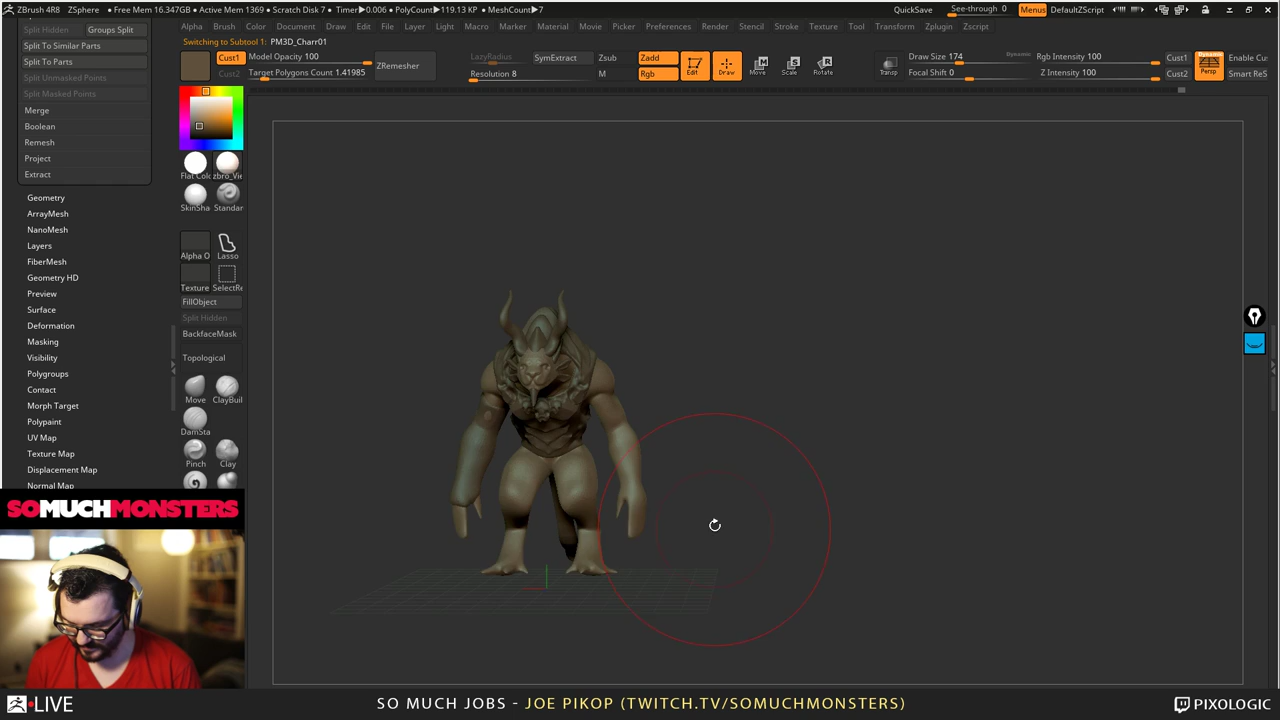 ZBrush 4R8 ZSphere • Free Mem 16.347GB • Active Mem 1369 • Scratch Disk 7 • Timer▶0.006 • PolyCount▶119.13 KP • MeshCount▶7 QuickSave See-through 0 Menus DefaultZScript
Alpha Brush Color Document Draw Edit File Layer Light Macro Marker Material Movie Picker Preferences Render Stencil Stroke Texture Tool Transform Zplugin Zscript
Switching to Subtool 1: PM3D_Charr01
Split Hidden Groups Split
Split To Similar Parts
Split To Parts
Split Unmasked Points
Split Masked Points
Merge
Boolean
Remesh
Project
Extract
Geometry
ArrayMesh
NanoMesh
Layers
FiberMesh
Geometry HD
Preview
Surface
Deformation
Masking
Visibility
Polygroups
Contact
Morph Target
Polypaint
UV Map
Texture Map
Displacement Map
Normal Map
Cust1 Model Opacity 100
Cust2 Target Polygons Count 1.41985
ZRemesher
LazyRadius SymExtract
Resolution 8
Zsub Zadd
M Rgb
Edit Draw Move Scale Rotate
Transp
Draw Size 174 Dynamic
Focal Shift 0
Rgb Intensity 100
Z Intensity 100
Cust1
Cust2
Dynamic
Persp
Enable Cu
Smart ReS
Flat Colo zbro_Vie
SkinSha Standar
Alpha O Lasso
Texture SelectRe
FillObject
Split Hidden
BackfaceMask
Topological
Move ClayBuil
DamSta
Pinch Clay
SOMUCHMONSTERS
LIVE
SO MUCH JOBS - JOE PIKOP (TWITCH.TV/SOMUCHMONSTERS)
PIXOLOGIC